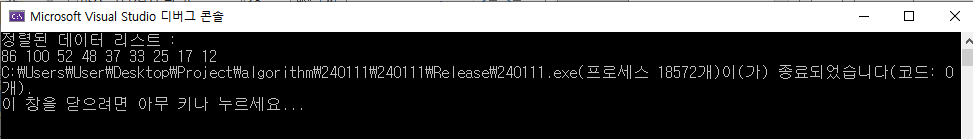 Microsoft Visual Studio 디버그 콘솔
정렬된 데이터 리스트 :
86 100 52 48 37 33 25 17 12
C:\Users\User\Desktop\Project\algorithm\240111\240111\Release\240111.exe(프로세스 18572개)이(가) 종료되었습니다(코드: 0
개).
이 창을 닫으려면 아무 키나 누르세요...